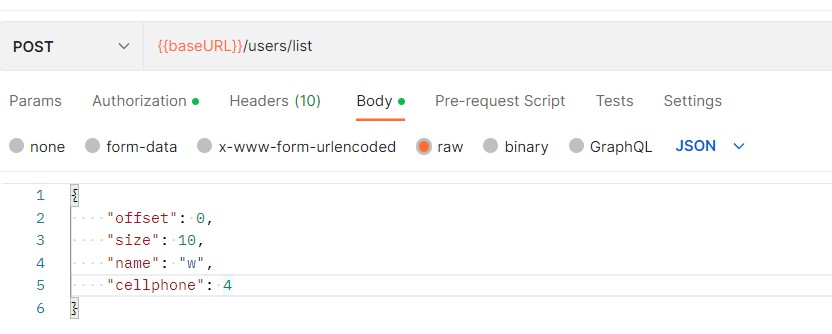 POST {{baseURL}}/users/list
Params Authorization Headers (10) Body Pre-request Script Tests Settings
none form-data x-www-form-urlencoded raw binary GraphQL JSON
1 {
2 "offset": 0,
3 "size": 10,
4 "name": "w",
5 "cellphone": 4
6 }